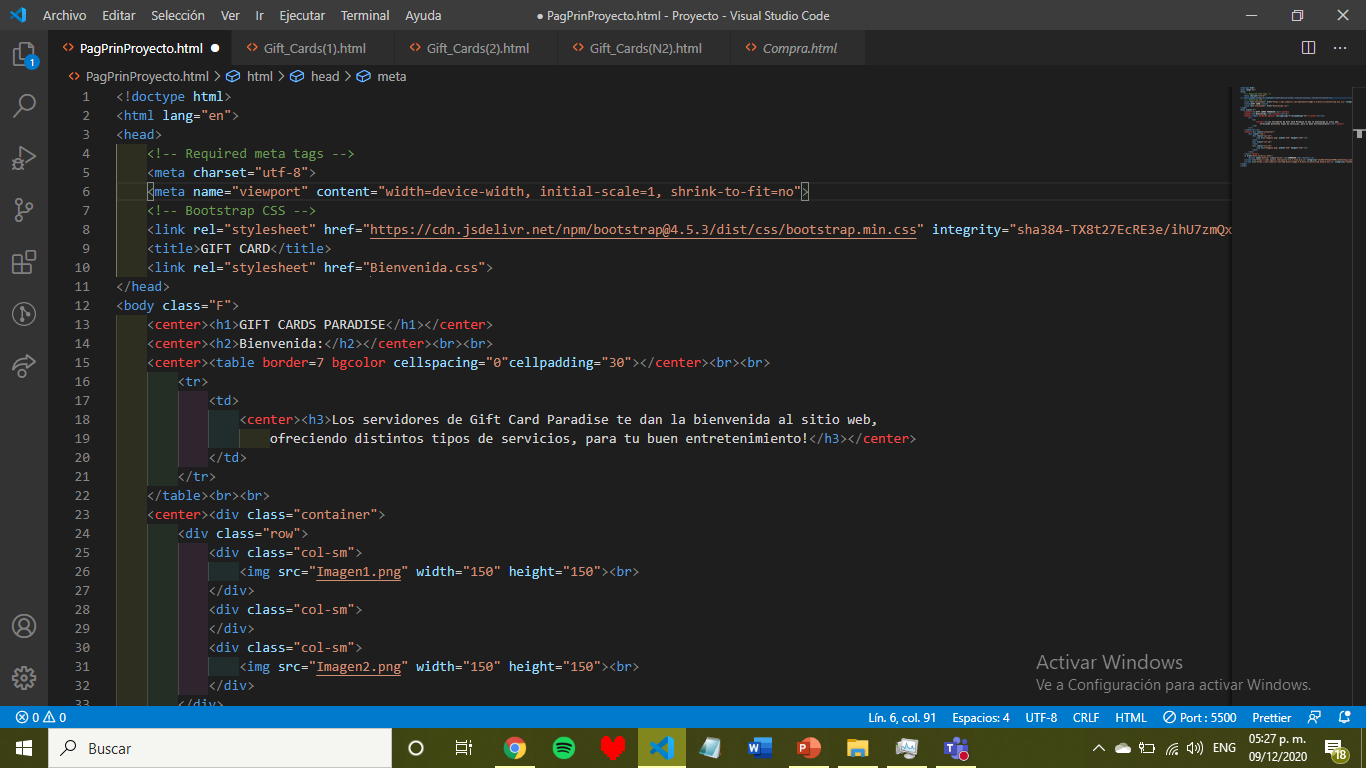 Archivo Editar Selección Ver Ir Ejecutar Terminal Ayuda ● PagPrinProyecto.html - Proyecto - Visual Studio Code
PagPrinProyecto.html Gift_Cards(1).html Gift_Cards(2).html Gift_Cards(N2).html Compra.html
PagPrinProyecto.html > html > head > meta
1 <!doctype html>
2 <html lang="en">
3 <head>
4 <!-- Required meta tags -->
5 <meta charset="utf-8">
6 <meta name="viewport" content="width=device-width, initial-scale=1, shrink-to-fit=no">
7 <!-- Bootstrap CSS -->
8 <link rel="stylesheet" href="https://cdn.jsdelivr.net/npm/bootstrap@4.5.3/dist/css/bootstrap.min.css" integrity="sha384-TX8t27EcRE3e/ihU7zmQx
9 <title>GIFT CARD</title>
10 <link rel="stylesheet" href="Bienvenida.css">
11 </head>
12 <body class="F">
13 <center><h1>GIFT CARDS PARADISE</h1></center>
14 <center><h2>Bienvenida:</h2></center><br><br>
15 <center><table border=7 bgcolor cellspacing="0"cellpadding="30"></center><br><br>
16 <tr>
17 <td>
18 <center><h3>Los servidores de Gift Card Paradise te dan la bienvenida al sitio web,
19 ofreciendo distintos tipos de servicios, para tu buen entretenimiento!</h3></center>
20 </td>
21 </tr>
22 </table><br><br>
23 <center><div class="container">
24 <div class="row">
25 <div class="col-sm">
26 <img src="Imagen1.png" width="150" height="150"><br>
27 </div>
28 <div class="col-sm">
29 </div>
30 <div class="col-sm">
31 <img src="Imagen2.png" width="150" height="150"><br>
32 </div>
33 </div>
Activar Windows
Ve a Configuración para activar Windows.
1
0 0 Lín. 6, col. 91 Espacios: 4 UTF-8 CRLF HTML Port : 5500 Prettier
Buscar
ENG
05:27 p. m.
09/12/2020
18